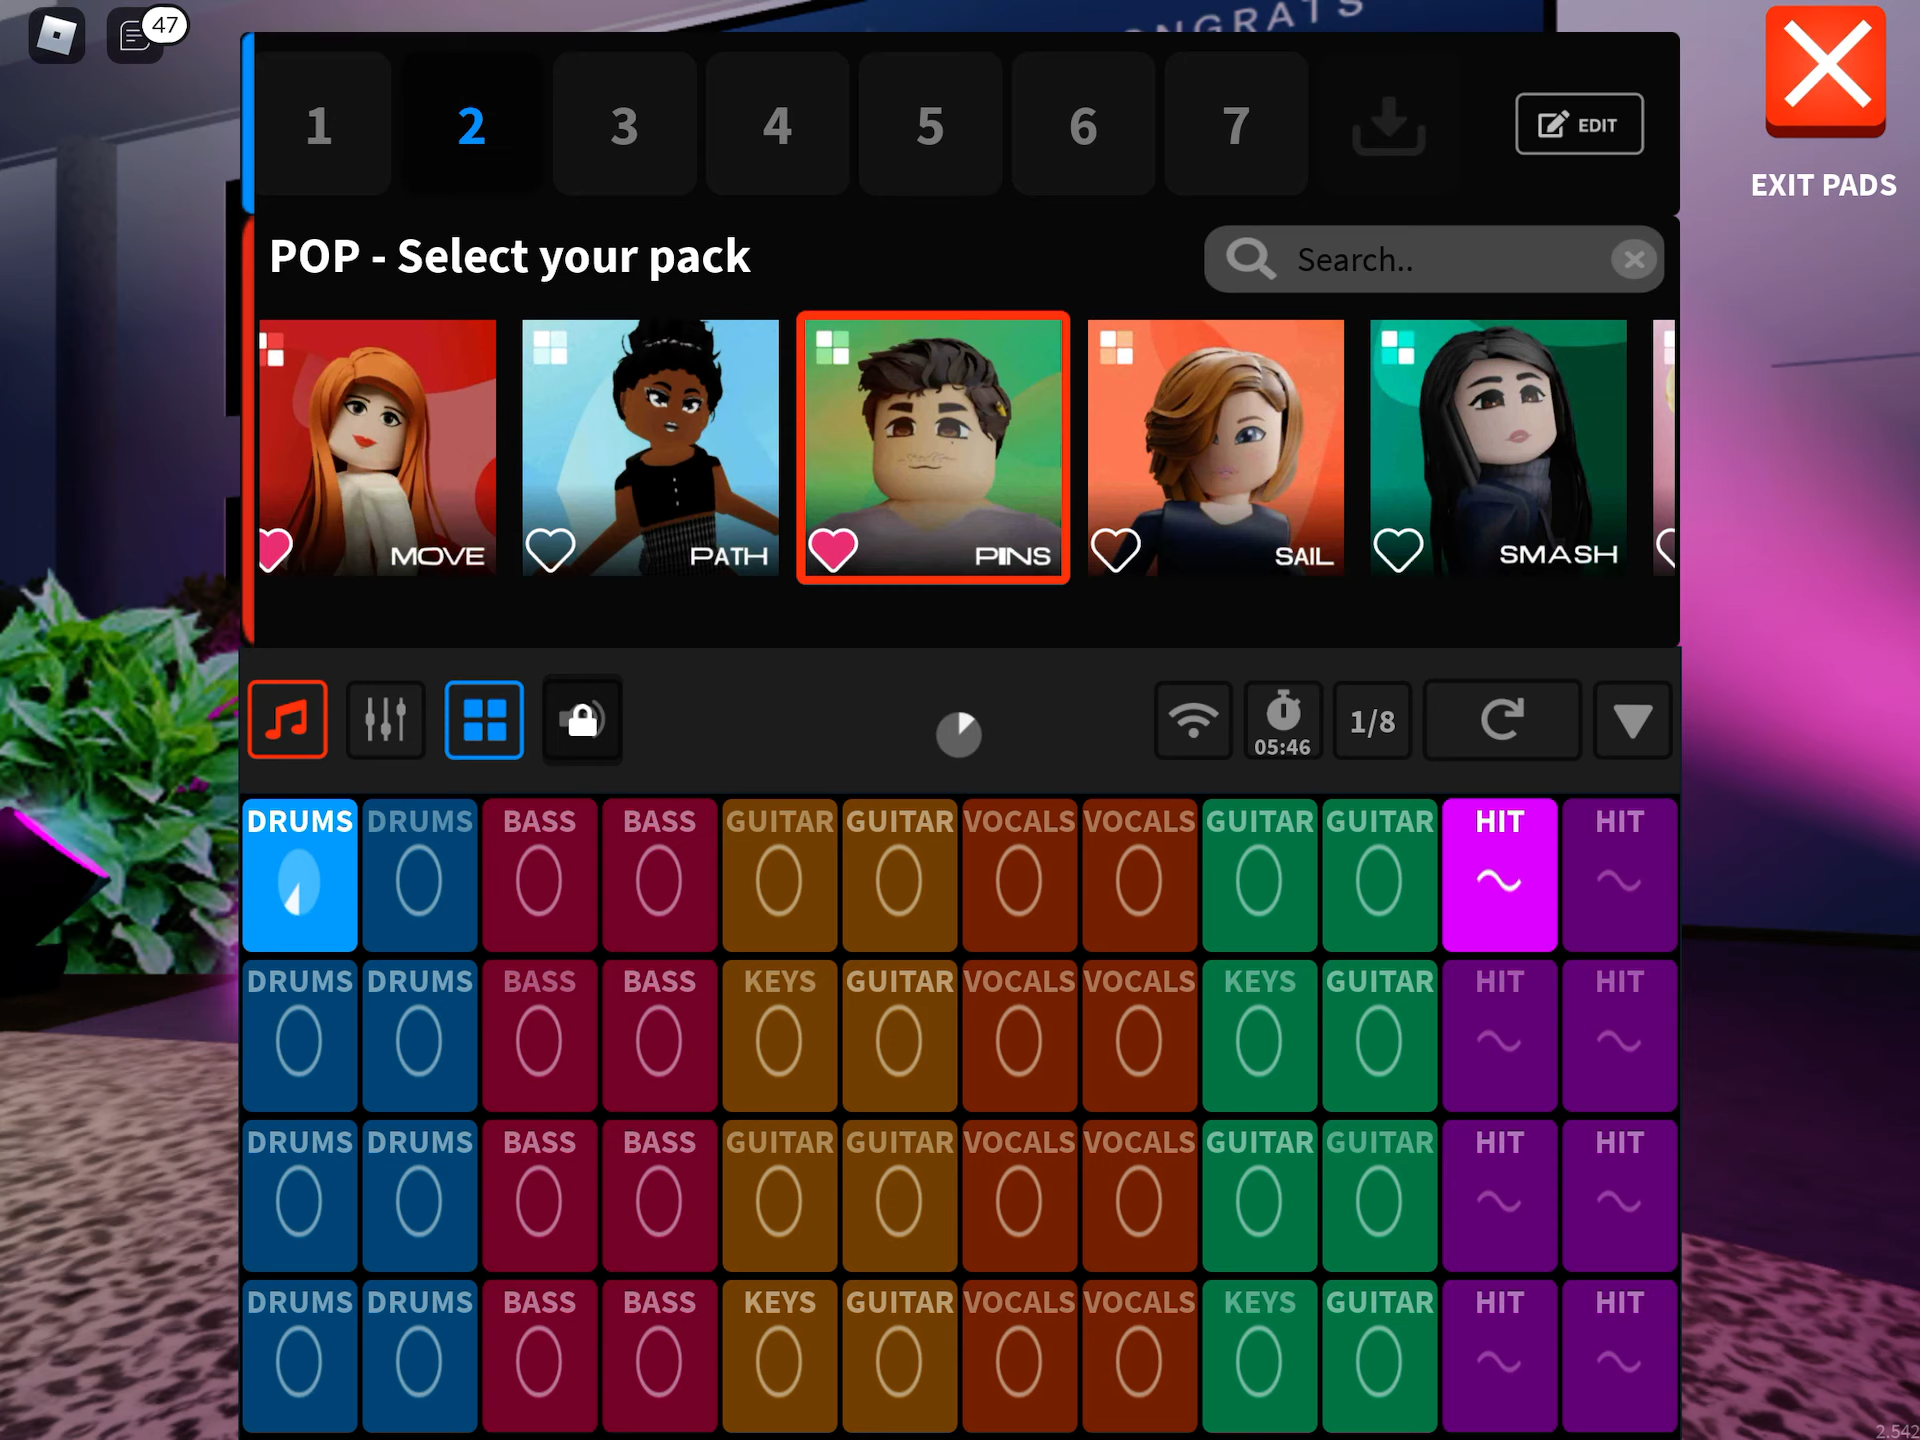 47
ONGRATS
1 2 3 4 5 6 7
EDIT
EXIT PADS
POP - Select your pack
Search..
MOVE PATH PINS SAIL SMASH
05:46
1/8
DRUMS DRUMS BASS BASS GUITAR GUITAR VOCALS VOCALS GUITAR GUITAR HIT HIT
DRUMS DRUMS BASS BASS KEYS GUITAR VOCALS VOCALS KEYS GUITAR HIT HIT
DRUMS DRUMS BASS BASS GUITAR GUITAR VOCALS VOCALS GUITAR GUITAR HIT HIT
DRUMS DRUMS BASS BASS KEYS GUITAR VOCALS VOCALS KEYS GUITAR HIT HIT
2.542